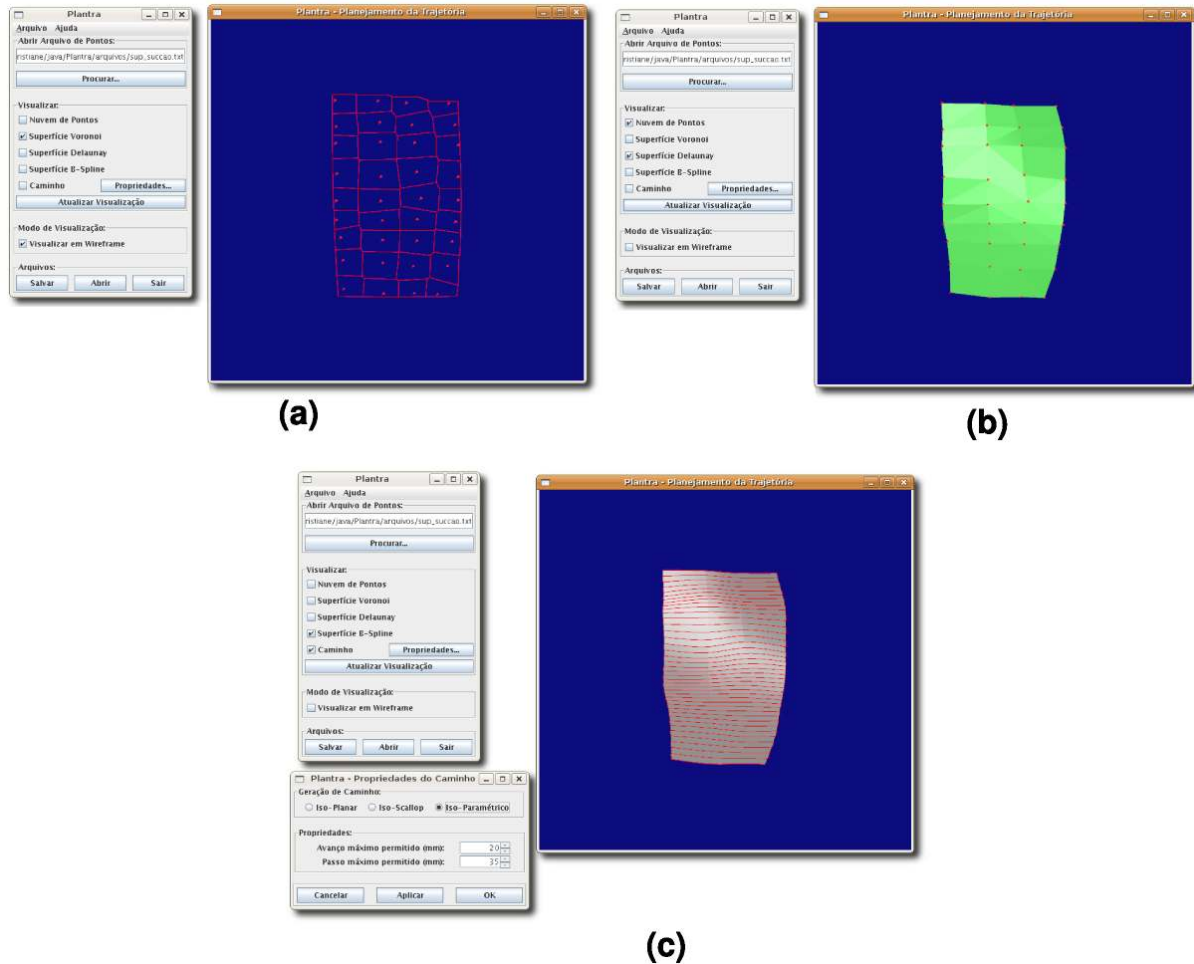 Plantra
Arquivo Ajuda
Abrir Arquivo de Pontos:
ristiane/java/Plantra/arquivos/sup_succao.txt
Procurar...
Visualizar:
Nuvem de Pontos
Superfície Voronoi
Superfície Delaunay
Superfície B-Spline
Caminho Propriedades...
Atualizar Visualização
Modo de Visualização:
Visualizar em Wireframe
Arquivos:
Salvar Abrir Sair
Plantra - Planejamento da Trajetória
(a)
Plantra
Arquivo Ajuda
Abrir Arquivo de Pontos:
ristiane/java/Plantra/arquivos/sup_succao.txt
Procurar...
Visualizar:
Nuvem de Pontos
Superfície Voronoi
Superfície Delaunay
Superfície B-Spline
Caminho Propriedades...
Atualizar Visualização
Modo de Visualização:
Visualizar em Wireframe
Arquivos:
Salvar Abrir Sair
Plantra - Planejamento da Trajetória
(b)
Plantra
Arquivo Ajuda
Abrir Arquivo de Pontos:
ristiane/java/Plantra/arquivos/sup_succao.txt
Procurar...
Visualizar:
Nuvem de Pontos
Superfície Voronoi
Superfície Delaunay
Superfície B-Spline
Caminho Propriedades...
Atualizar Visualização
Modo de Visualização:
Visualizar em Wireframe
Arquivos:
Salvar Abrir Sair
Plantra - Planejamento da Trajetória
Plantra - Propriedades do Caminho
Geração de Caminho:
Iso-Planar Iso-Scallop Iso-Paramétrico
Propriedades:
Avanço máximo permitido (mm): 20
Passo máximo permitido (mm): 35
Cancelar Aplicar OK
(c)